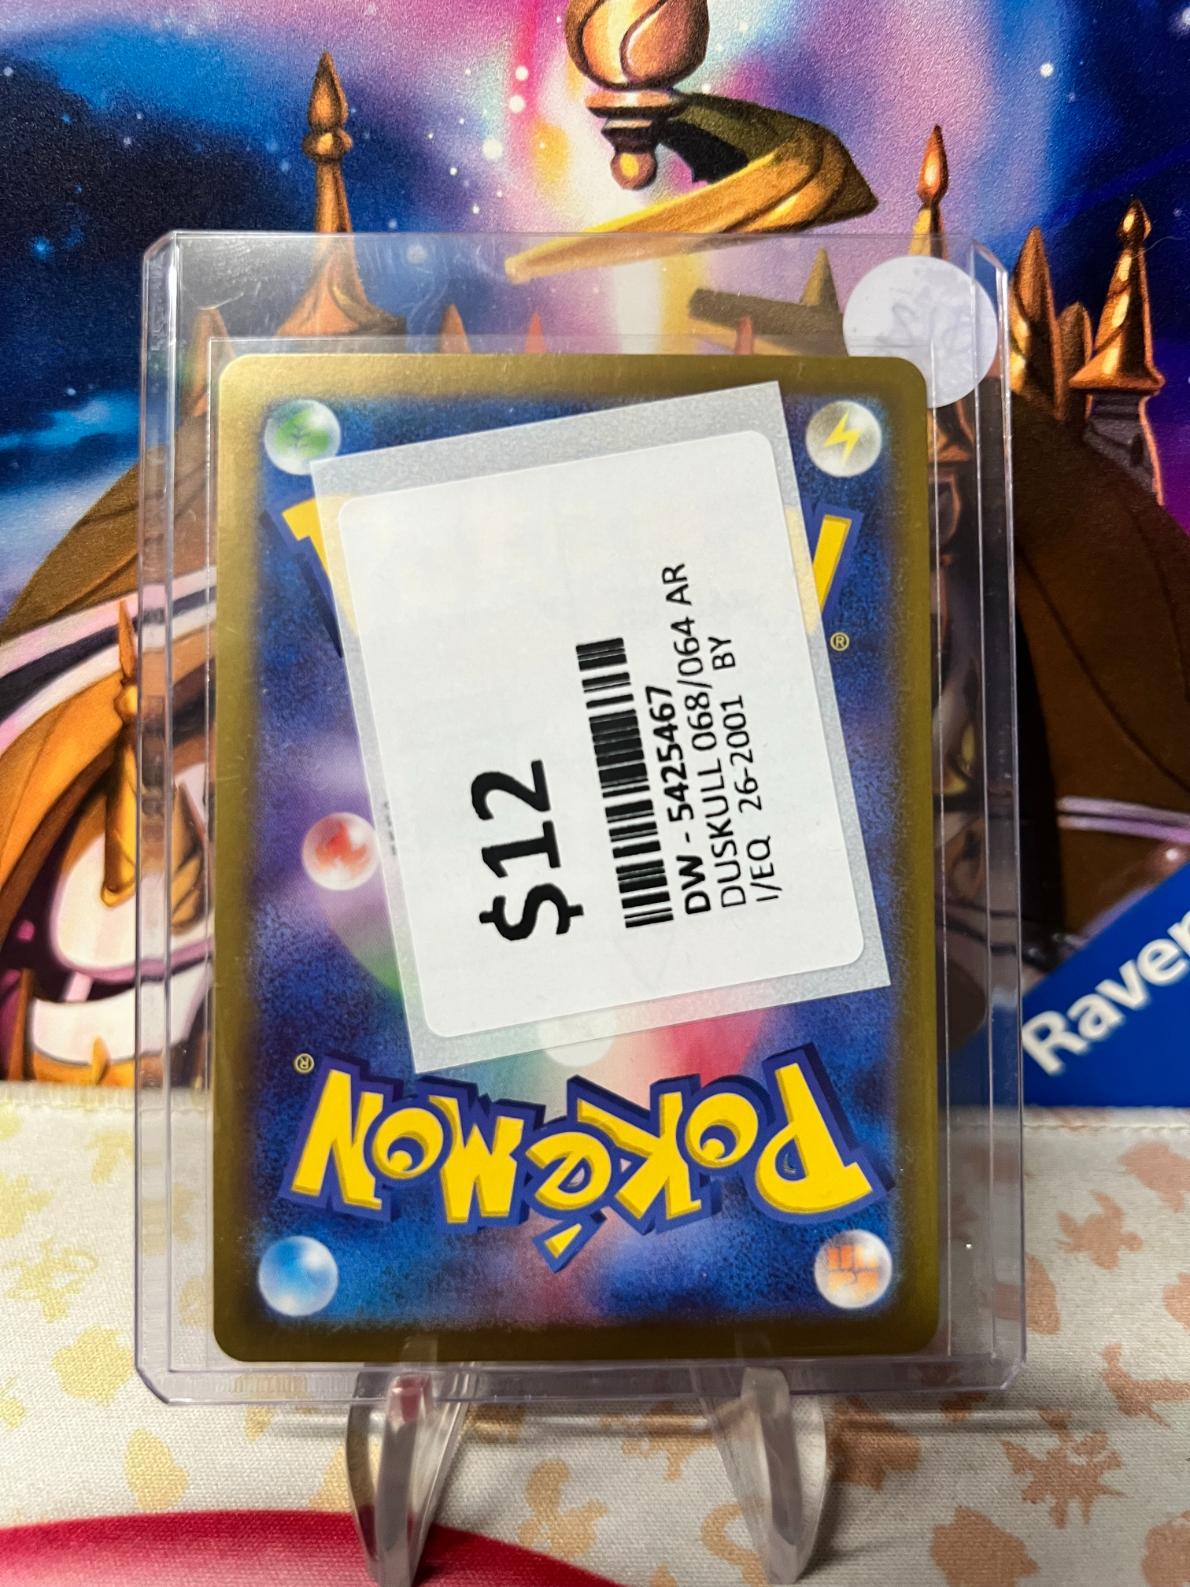 $12
DW - 5425467
DUSKULL 068/064 AR
I/EQ 26-2001 BY
®
POKéMON
®
Raven